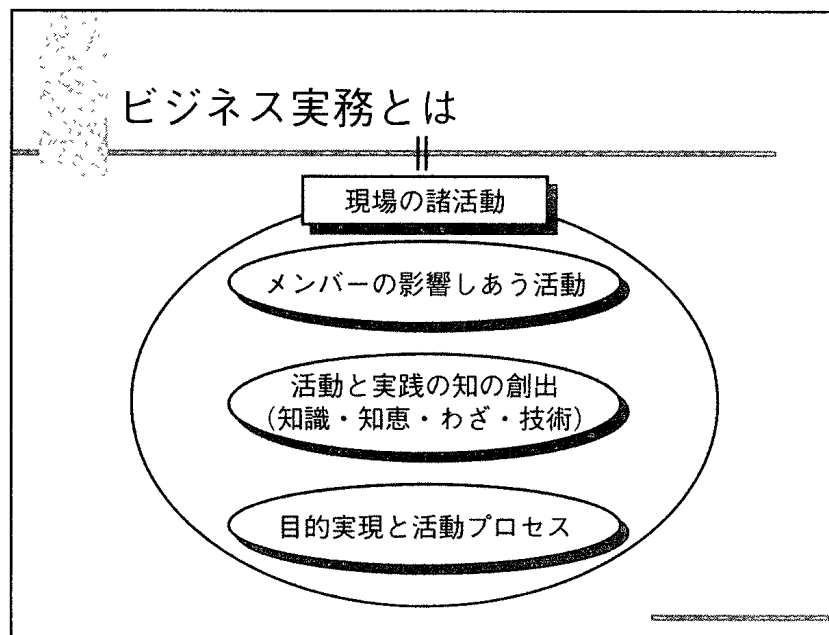 ビジネス実務とは
現場の諸活動
メンバーの影響しあう活動
活動と実践の知の創出
(知識・知恵・わざ・技術)
目的実現と活動プロセス